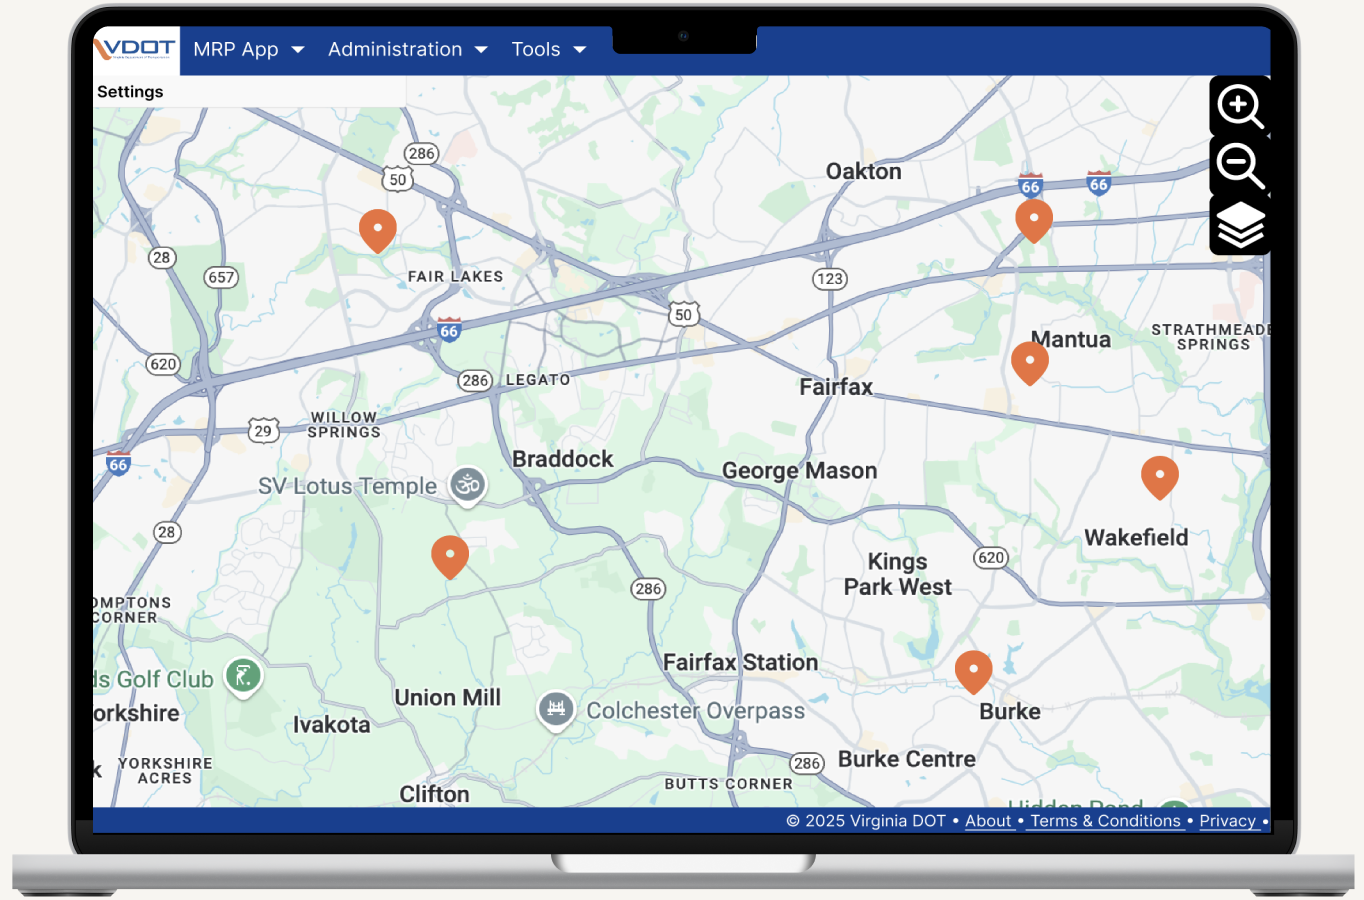 VDOT
MRP App
Administration
Tools
Settings
286
50
Oakton
66
66
28
657
FAIR LAKES
123
50
66
Mantua
STRATHMEADE
SPRINGS
620
286
LEGATO
Fairfax
WILLOW
SPRINGS
29
66
Braddock
George Mason
SV Lotus Temple
28
Wakefield
620
Kings
Park West
286
OMPTONS
CORNER
Fairfax Station
ds Golf Club
Union Mill
Colchester Overpass
orkshire
Burke
Ivakota
YORKSHIRE
ACRES
k
286
Burke Centre
BUTTS CORNER
Clifton
Hidden Pond
© 2025 Virginia DOT • About • Terms & Conditions • Privacy •